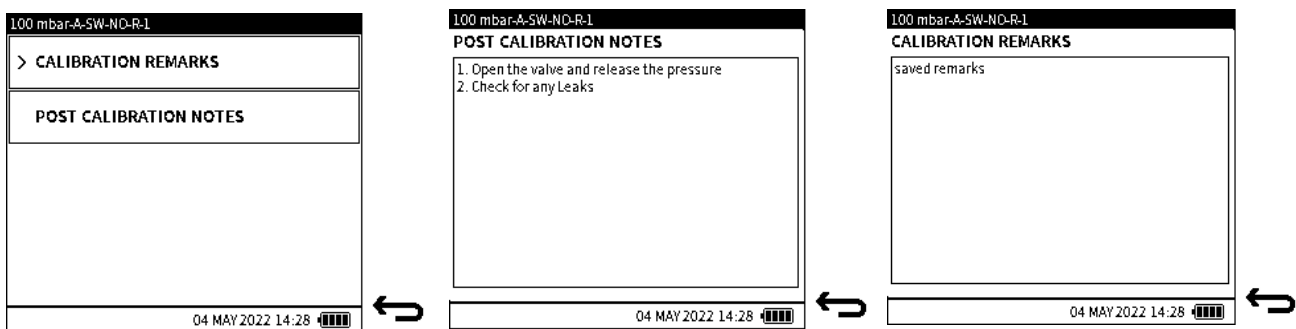 100 mbar-A-SW-NO-R-1
> CALIBRATION REMARKS
POST CALIBRATION NOTES
04 MAY 2022 14:28
100 mbar-A-SW-NO-R-1
POST CALIBRATION NOTES
1. Open the valve and release the pressure
2. Check for any Leaks
04 MAY 2022 14:28
100 mbar-A-SW-NO-R-1
CALIBRATION REMARKS
saved remarks
04 MAY 2022 14:28